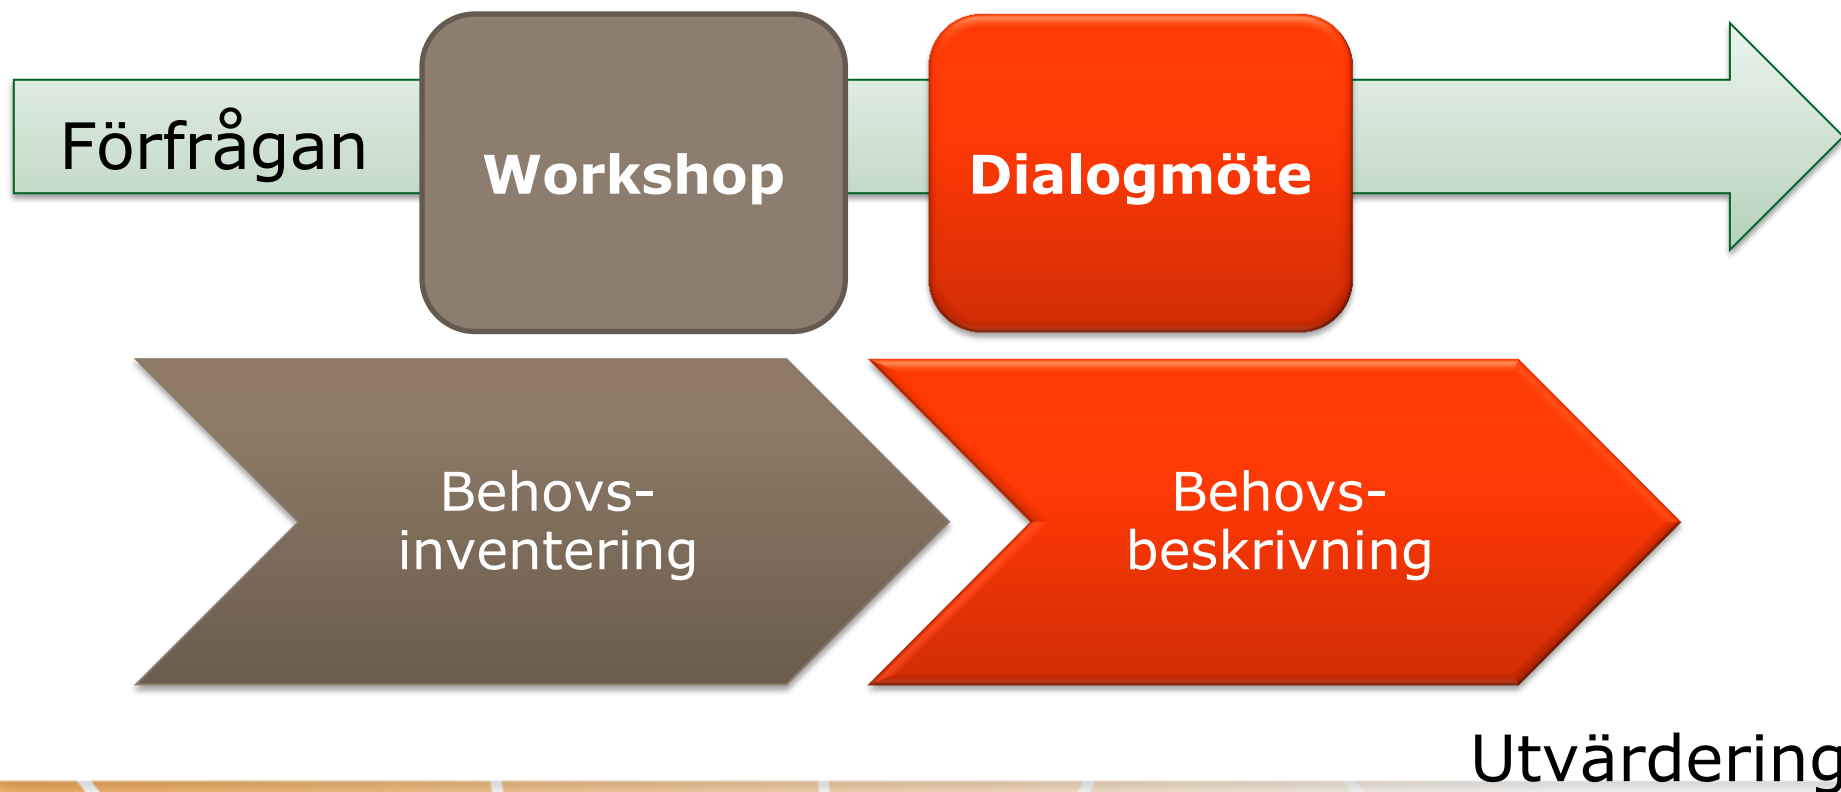 Förfrågan
Workshop
Dialogmöte
Behovs-
inventering
Behovs-
beskrivning
Utvärdering